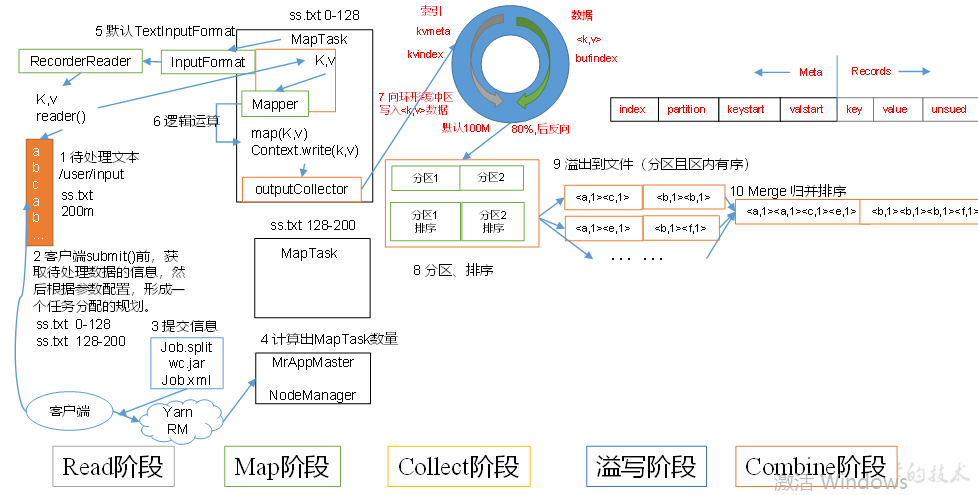 ss.txt 0-128
5 默认TextInputFormat
MapTask
RecorderReader
InputFormat
K,v
K,v
reader()
Mapper
6 逻辑运算
map(K,v)
Context.write(k,v)
outputCollector
索引
kvmeta
kvindex
数据
<k,v>
bufindex
7 向环形缓冲区
写入<k,v>数据
默认100M
80%,后反向
Meta
Records
index
partition
keystart
valstart
key
value
unsued
a
b
c
a
b
...
1 待处理文本
/user/input
ss.txt
200m
2 客户端submit()前，获
取待处理数据的信息，然
后根据参数配置，形成一
个任务分配的规划。
ss.txt 0-128
ss.txt 128-200
ss.txt 128-200
MapTask
分区1
分区2
分区1
排序
分区2
排序
8 分区、排序
9 溢出到文件（分区且区内有序）
<a,1><c,1>
<b,1><b,1>
<a,1><e,1>
<b,1><f,1>
... ...
10 Merge 归并排序
<a,1><a,1><c,1><e,1>
<b,1><b,1><b,1><f,1>
3 提交信息
Job.split
wc.jar
Job.xml
4 计算出MapTask数量
MrAppMaster
NodeManager
客户端
Yarn
RM
Read阶段
Map阶段
Collect阶段
溢写阶段
Combine阶段
的技术
激活 Windows